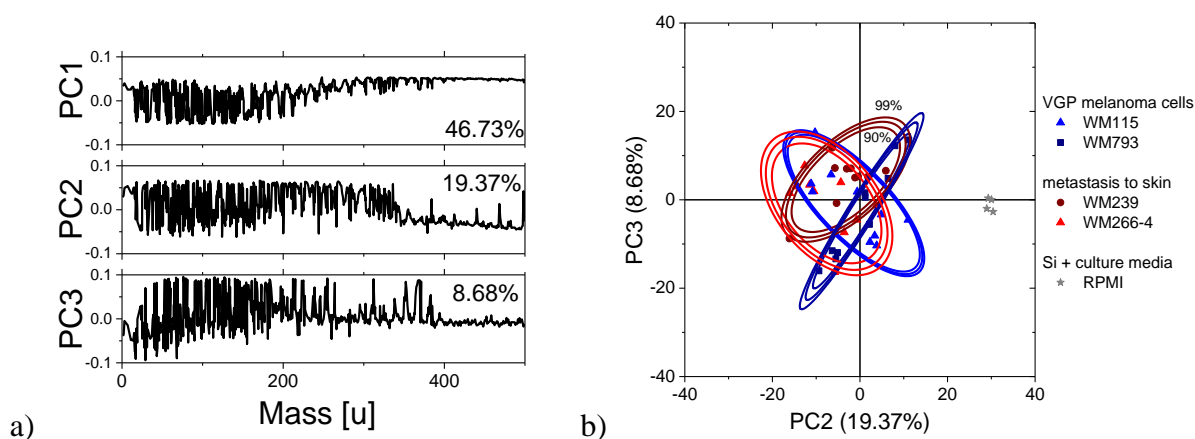 0.1
0.0
-0.1
PC1
46.73%
0.1
0.0
-0.1
PC2
19.37%
0.1
0.0
-0.1
PC3
8.68%
0
200
400
Mass [u]
a)
40
20
0
-20
-40
PC3 (8.68%)
99%
90%
-40
-20
0
20
40
PC2 (19.37%)
b)
VGP melanoma cells
WM115
WM793
metastasis to skin
WM239
WM266-4
Si + culture media
RPMI